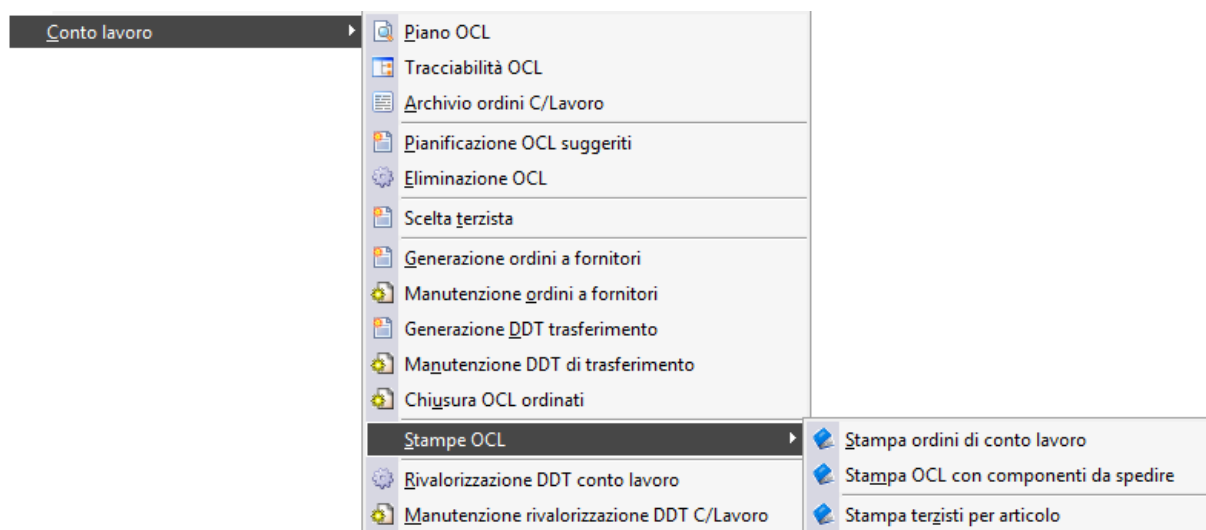 Conto lavoro
Piano OCL
Tracciabilità OCL
Archivio ordini C/Lavoro
Pianificazione OCL suggeriti
Eliminazione OCL
Scelta terzista
Generazione ordini a fornitori
Manutenzione ordini a fornitori
Generazione DDT trasferimento
Manutenzione DDT di trasferimento
Chiusura OCL ordinati
Stampe OCL
Stampa ordini di conto lavoro
Stampa OCL con componenti da spedire
Rivalorizzazione DDT conto lavoro
Manutenzione rivalorizzazione DDT C/Lavoro
Stampa terzisti per articolo